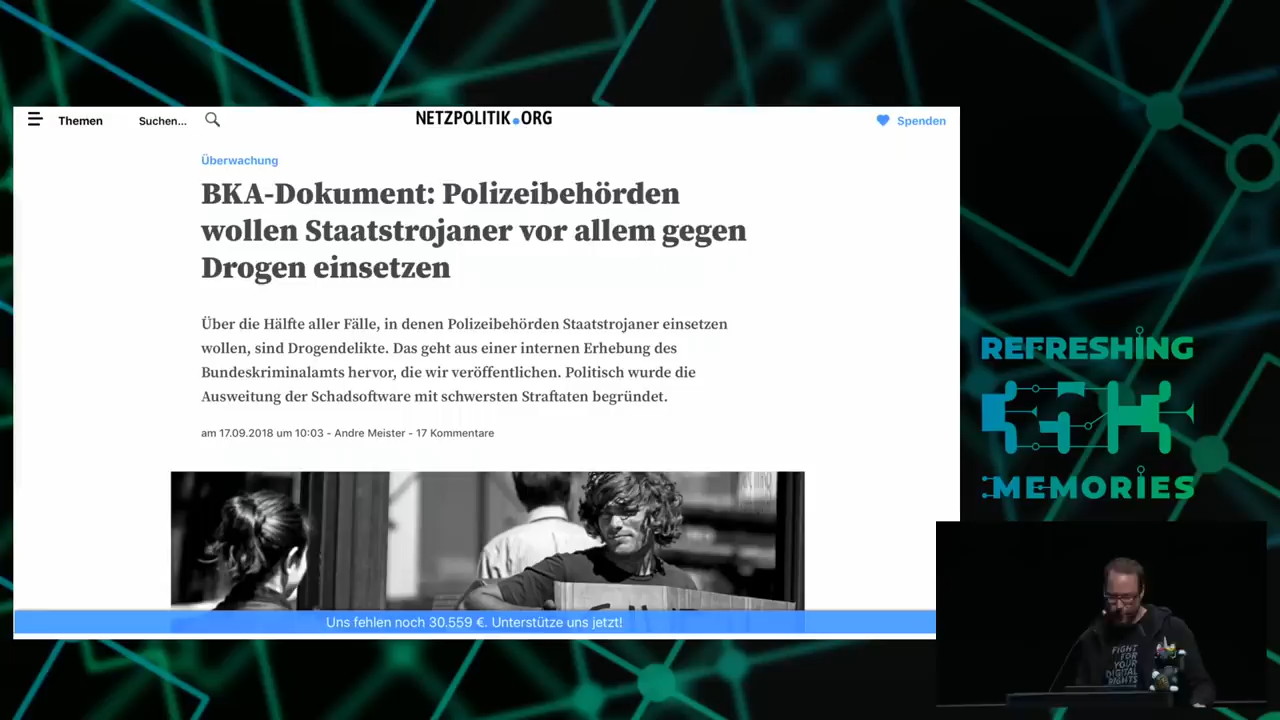 Themen
Suchen...
NETZPOLITIK.ORG
Spenden
Überwachung
BKA-Dokument: Polizeibehörden
wollen Staatstrojaner vor allem gegen
Drogen einsetzen
Über die Hälfte aller Fälle, in denen Polizeibehörden Staatstrojaner einsetzen
wollen, sind Drogendelikte. Das geht aus einer internen Erhebung des
Bundeskriminalamts hervor, die wir veröffentlichen. Politisch wurde die
Ausweitung der Schadsoftware mit schwersten Straftaten begründet.
am 17.09.2018 um 10:03 - Andre Meister - 17 Kommentare
Uns fehlen noch 30.559 €. Unterstütze uns jetzt!
REFRESHING
35C3
MEMORIES
FIGHT
FOR
YOUR
DIGITAL
RIGHTS